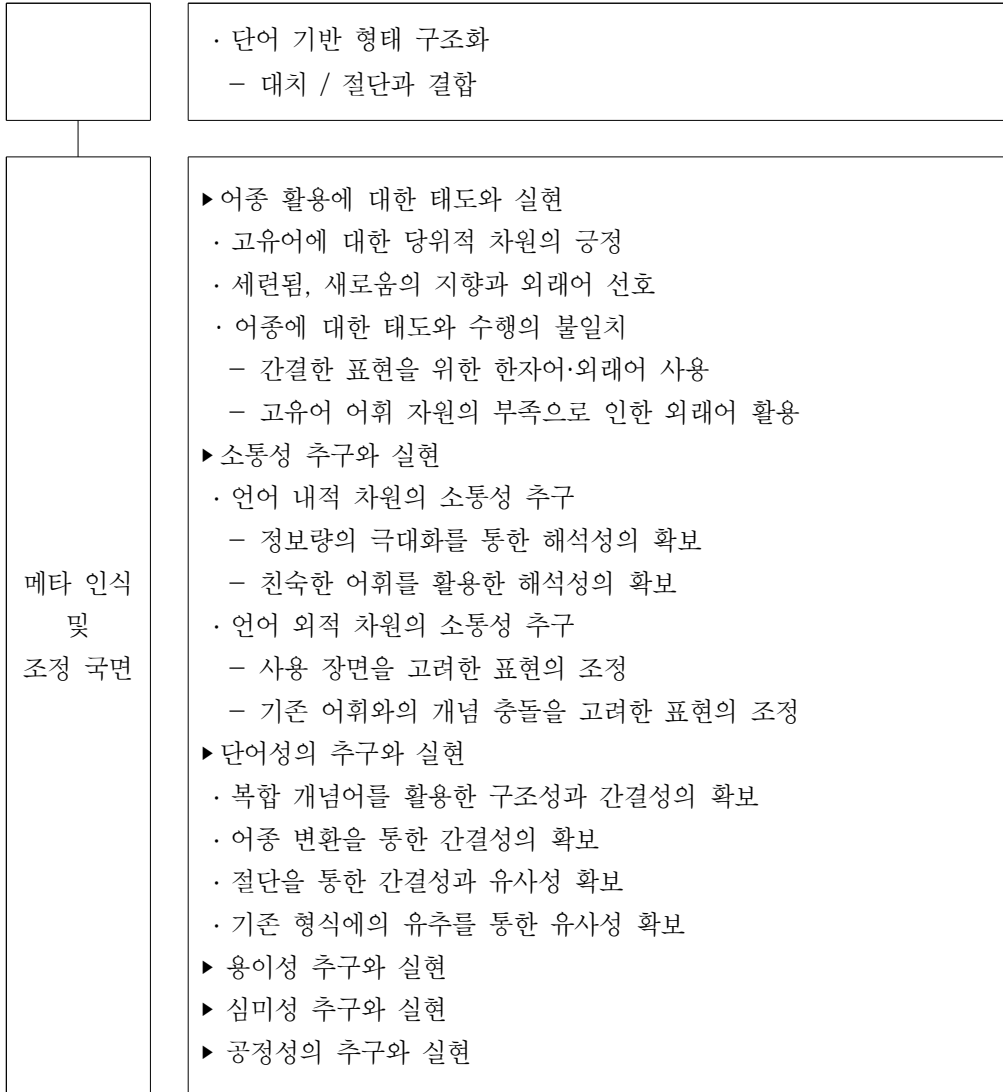 · 단어 기반 형태 구조화
− 대치 / 절단과 결합
메타 인식
및
조정 국면
▶어종 활용에 대한 태도와 실현
· 고유어에 대한 당위적 차원의 긍정
· 세련됨, 새로움의 지향과 외래어 선호
· 어종에 대한 태도와 수행의 불일치
− 간결한 표현을 위한 한자어·외래어 사용
− 고유어 어휘 자원의 부족으로 인한 외래어 활용
▶소통성 추구와 실현
· 언어 내적 차원의 소통성 추구
− 정보량의 극대화를 통한 해석성의 확보
− 친숙한 어휘를 활용한 해석성의 확보
· 언어 외적 차원의 소통성 추구
− 사용 장면을 고려한 표현의 조정
− 기존 어휘와의 개념 충돌을 고려한 표현의 조정
▶단어성의 추구와 실현
· 복합 개념어를 활용한 구조성과 간결성의 확보
· 어종 변환을 통한 간결성의 확보
· 절단을 통한 간결성과 유사성 확보
· 기존 형식에의 유추를 통한 유사성 확보
▶ 용이성 추구와 실현
▶ 심미성 추구와 실현
▶ 공정성의 추구와 실현